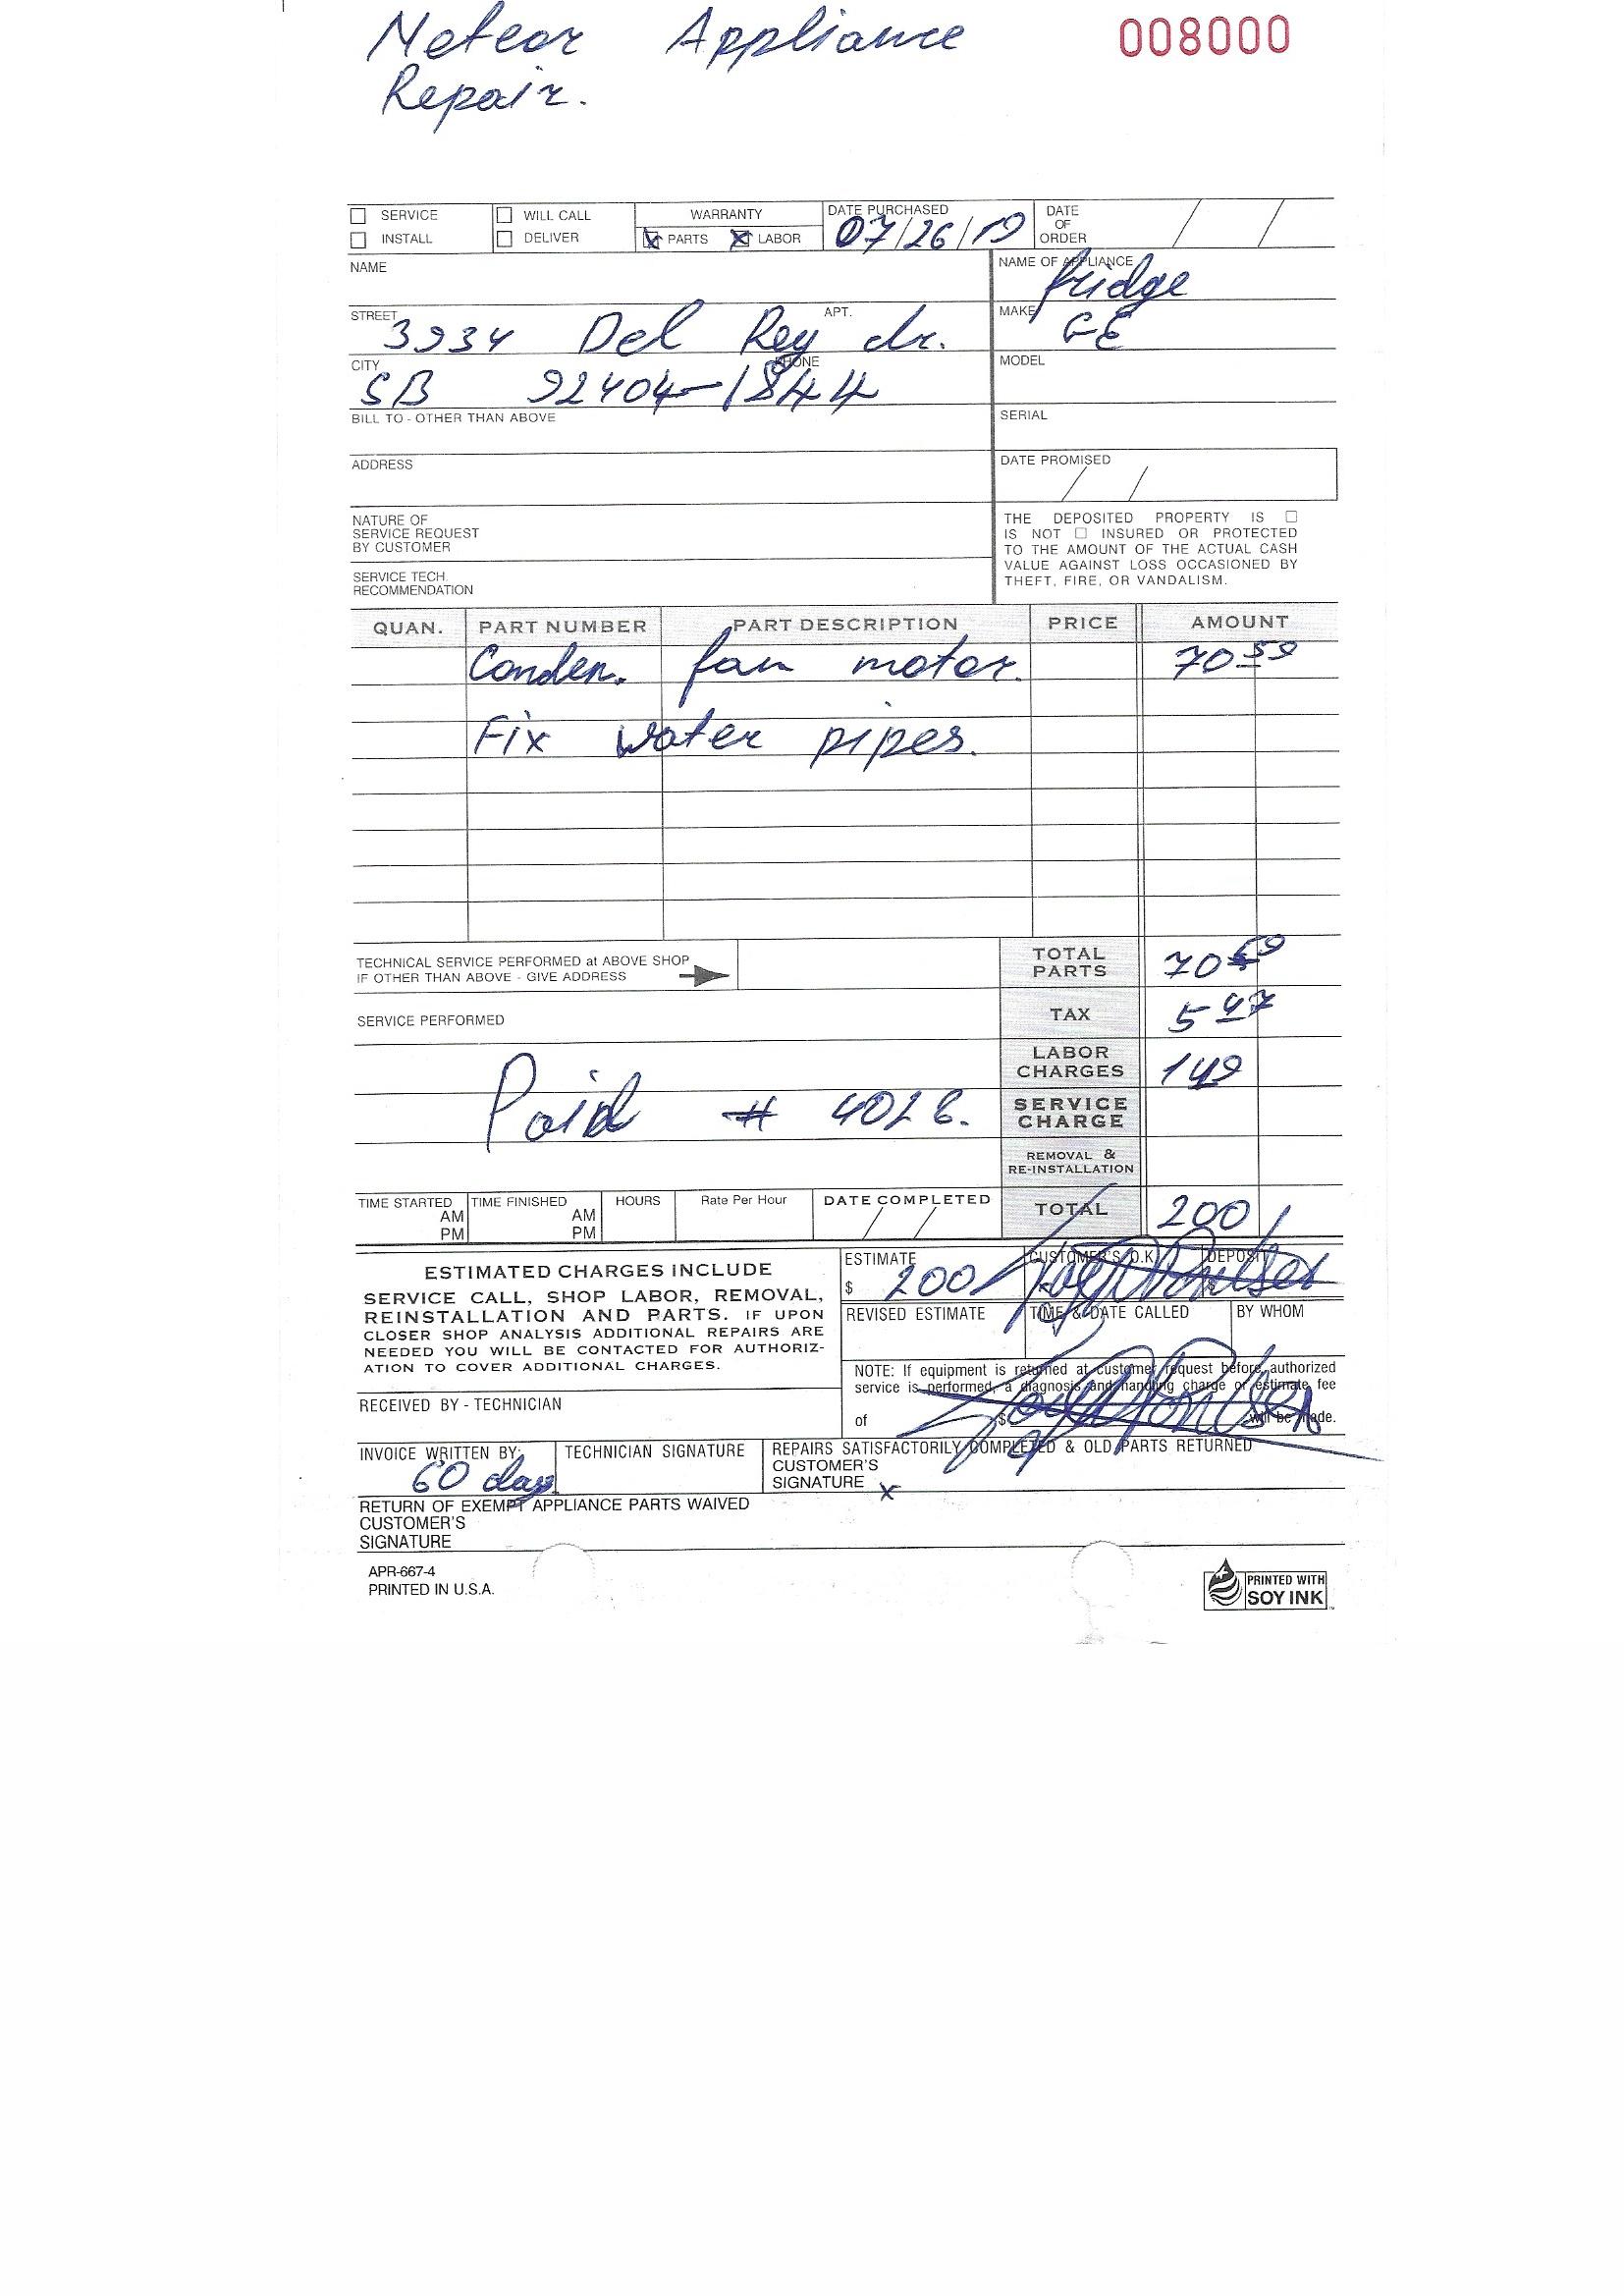 Meteor Appliance 008000
Repair.
SERVICE WILL CALL WARRANTY DATE PURCHASED 07/26/19 DATE OF ORDER / /
INSTALL DELIVER PARTS LABOR
NAME NAME OF APPLIANCE fridge
STREET 3934 Del Rey dr. APT. MAKE GE
CITY SB 92404-1844 PHONE MODEL
BILL TO - OTHER THAN ABOVE SERIAL
ADDRESS DATE PROMISED / /
NATURE OF
SERVICE REQUEST
BY CUSTOMER
SERVICE TECH.
RECOMMENDATION
THE DEPOSITED PROPERTY IS
IS NOT INSURED OR PROTECTED
TO THE AMOUNT OF THE ACTUAL CASH
VALUE AGAINST LOSS OCCASIONED BY
THEFT, FIRE, OR VANDALISM.
QUAN. PART NUMBER PART DESCRIPTION PRICE AMOUNT
Conden. fan motor. 70 59
Fix water pipes.
TECHNICAL SERVICE PERFORMED at ABOVE SHOP
IF OTHER THAN ABOVE - GIVE ADDRESS
TOTAL PARTS 70
SERVICE PERFORMED TAX 5 47
LABOR CHARGES 149
Paid # 4028. SERVICE CHARGE
REMOVAL & RE-INSTALLATION
TIME STARTED AM PM TIME FINISHED AM PM HOURS Rate Per Hour DATE COMPLETED / / TOTAL 200
ESTIMATED CHARGES INCLUDE
SERVICE CALL, SHOP LABOR, REMOVAL,
REINSTALLATION AND PARTS. IF UPON
CLOSER SHOP ANALYSIS ADDITIONAL REPAIRS ARE
NEEDED YOU WILL BE CONTACTED FOR AUTHORIZ-
ATION TO COVER ADDITIONAL CHARGES.
ESTIMATE $ 200 CUSTOMER'S O.K. DEPOSIT
REVISED ESTIMATE TIME & DATE CALLED BY WHOM
NOTE: If equipment is returned at customer request before authorized
service is performed, a diagnosis and handling charge or estimate fee
of $ will be made.
RECEIVED BY - TECHNICIAN
INVOICE WRITTEN BY: 60 day TECHNICIAN SIGNATURE REPAIRS SATISFACTORILY COMPLETED & OLD PARTS RETURNED
CUSTOMER'S
SIGNATURE x
RETURN OF EXEMPT APPLIANCE PARTS WAIVED
CUSTOMER'S
SIGNATURE
APR-667-4
PRINTED IN U.S.A.
PRINTED WITH
SOY INK